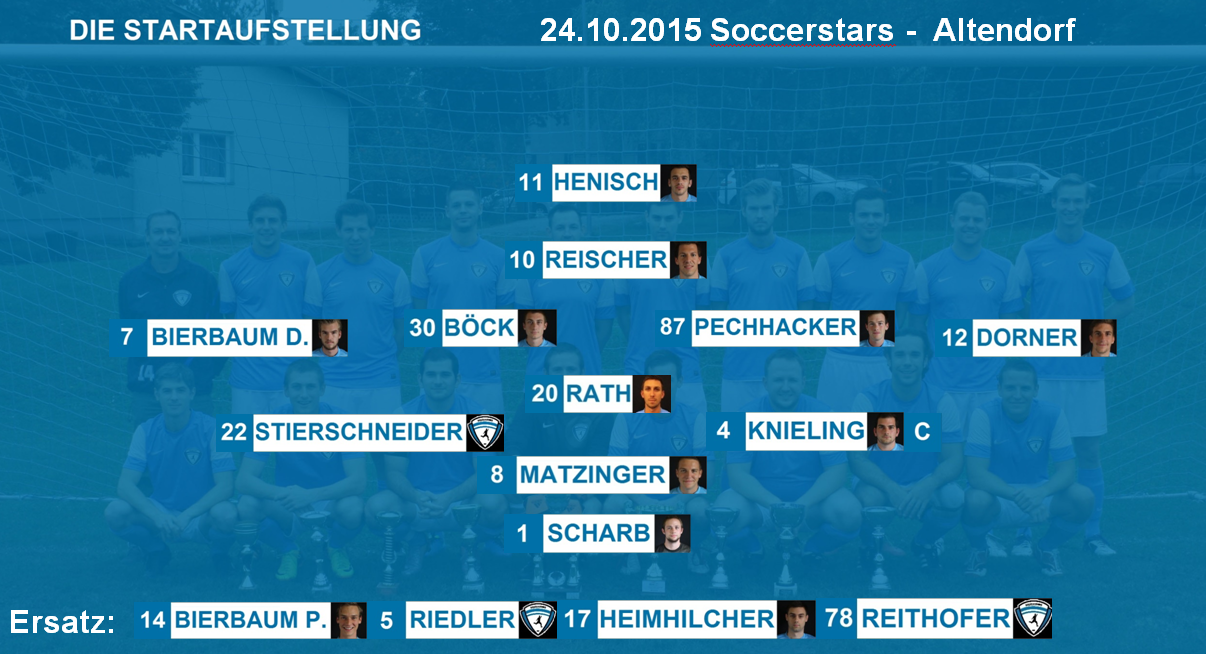 DIE STARTAUFSTELLUNG 24.10.2015 Soccerstars - Altendorf
11 HENISCH
10 REISCHER
7 BIERBAUM D. 30 BÖCK 87 PECHHACKER 12 DORNER
20 RATH
22 STIERSCHNEIDER 4 KNIELING C
8 MATZINGER
1 SCHARB
Ersatz: 14 BIERBAUM P. 5 RIEDLER 17 HEIMHILCHER 78 REITHOFER